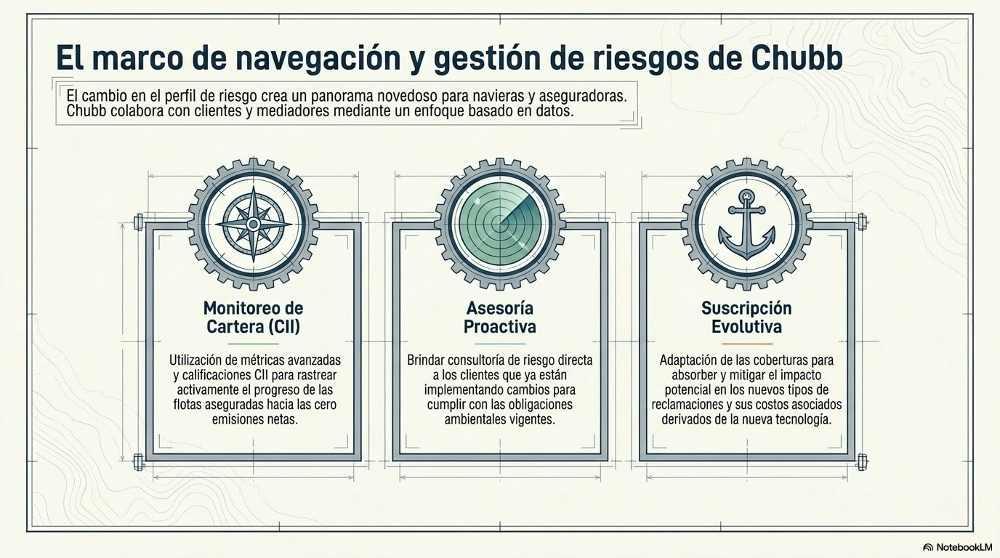 El marco de navegación y gestión de riesgos de Chubb
El cambio en el perfil de riesgo crea un panorama novedoso para navieras y aseguradoras.
Chubb colabora con clientes y mediadores mediante un enfoque basado en datos.
Monitoreo de
Cartera (CII)
Utilización de métricas avanzadas
y calificaciones CII para rastrear
activamente el progreso de las
flotas aseguradas hacia las cero
emisiones netas.
Asesoría
Proactiva
Brindar consultoría de riesgo directa
a los clientes que ya están
implementando cambios para
cumplir con las obligaciones
ambientales vigentes.
Suscripción
Evolutiva
Adaptación de las coberturas para
absorber y mitigar el impacto
potencial en los nuevos tipos de
reclamaciones y sus costos asociados
derivados de la nueva tecnología.
NotebookLM